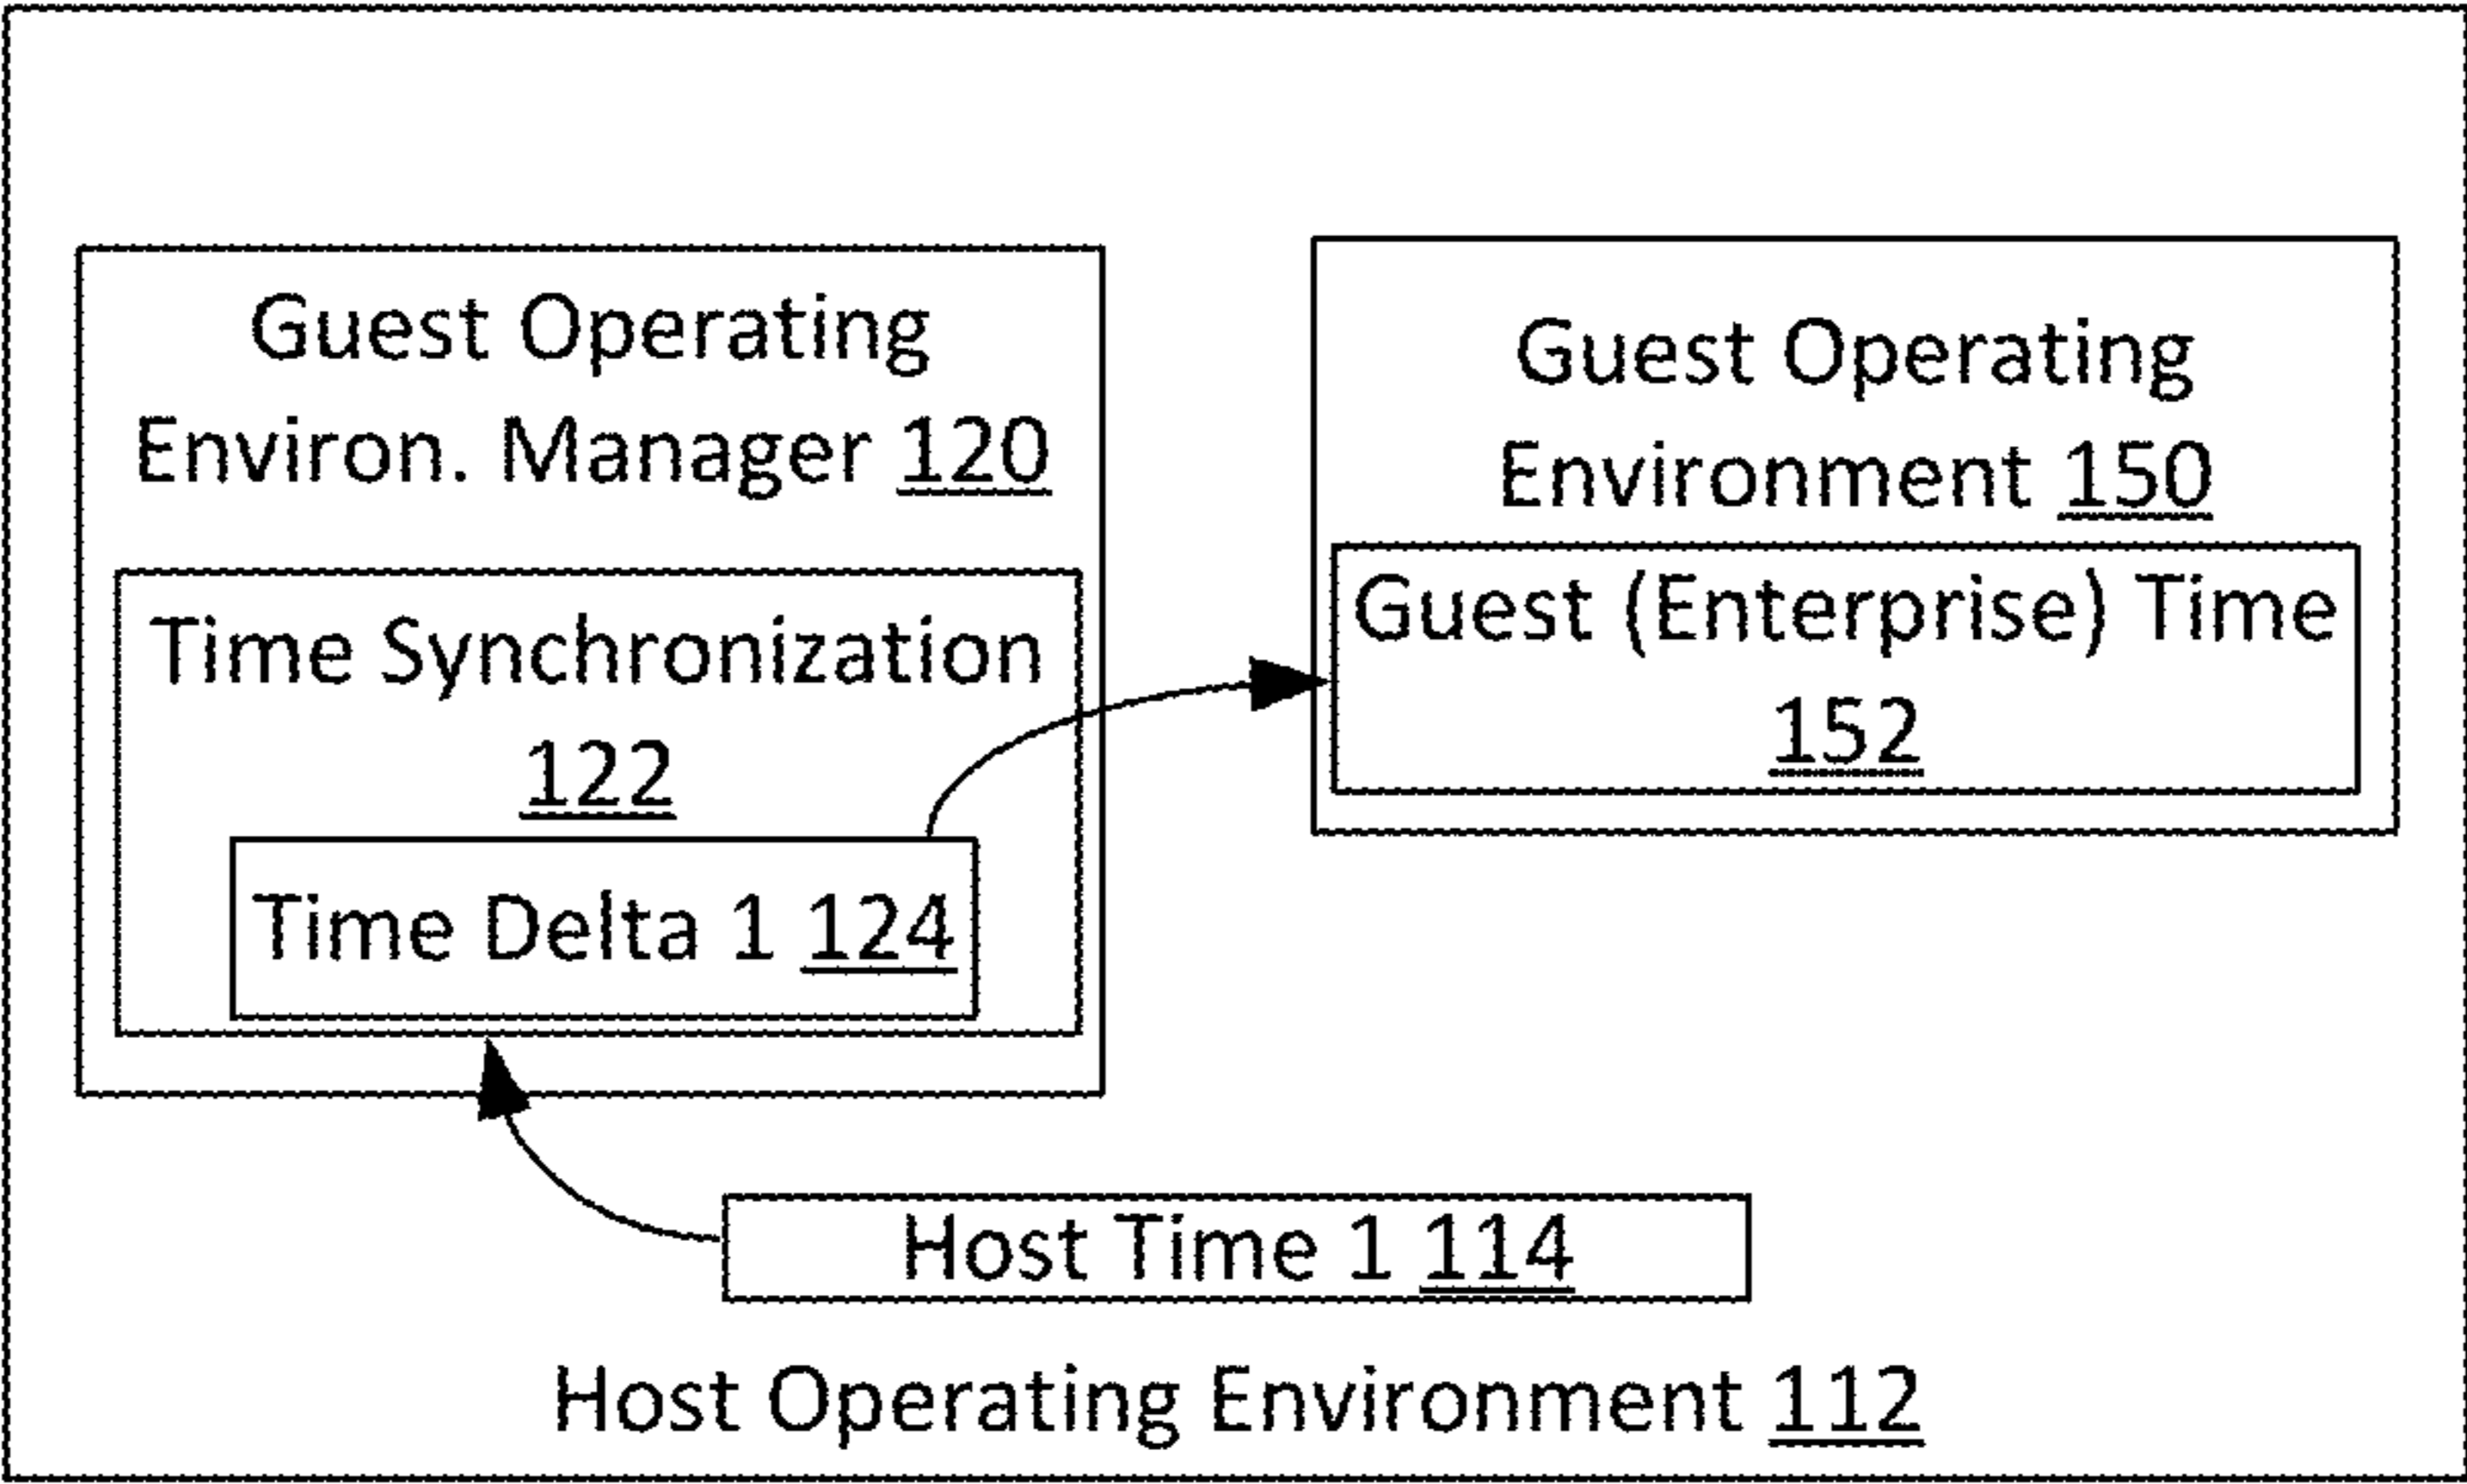 Guest Operating
Environ. Manager 120
Time Synchronization
122
Time Delta 1 124
Guest Operating
Environment 150
Guest (Enterprise) Time
152
Host Time 1 114
Host Operating Environment 112